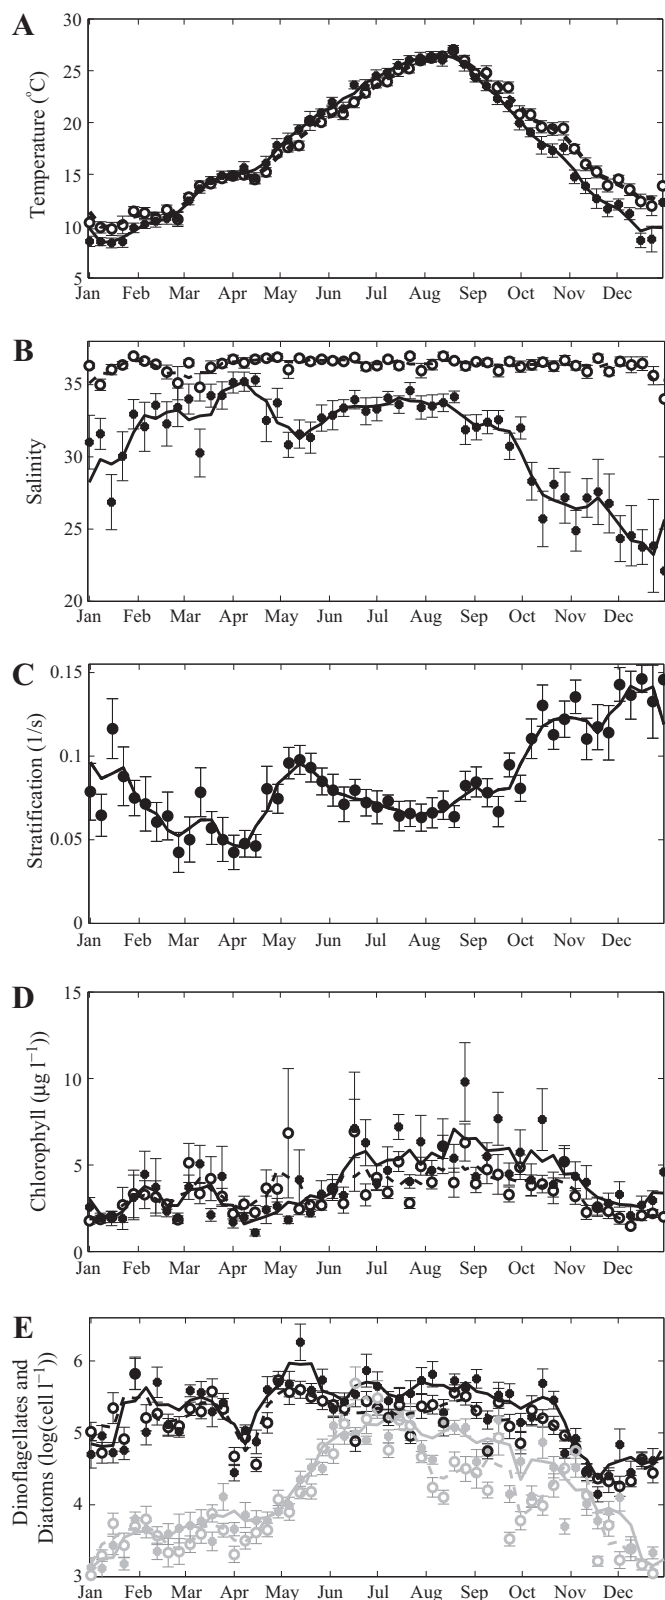 A
30
25
20
15
10
5
Temperature (°C)
Jan Feb Mar Apr May Jun Jul Aug Sep Oct Nov Dec
B
35
30
25
20
Salinity
Jan Feb Mar Apr May Jun Jul Aug Sep Oct Nov Dec
C
0.15
0.1
0.05
0
Stratification (1/s)
Jan Feb Mar Apr May Jun Jul Aug Sep Oct Nov Dec
D
15
10
5
0
Chlorophyll (µg l⁻¹))
Jan Feb Mar Apr May Jun Jul Aug Sep Oct Nov Dec
E
6
5
4
3
Dinoflagellates and
Diatoms (log(cell l⁻¹))
Jan Feb Mar Apr May Jun Jul Aug Sep Oct Nov Dec